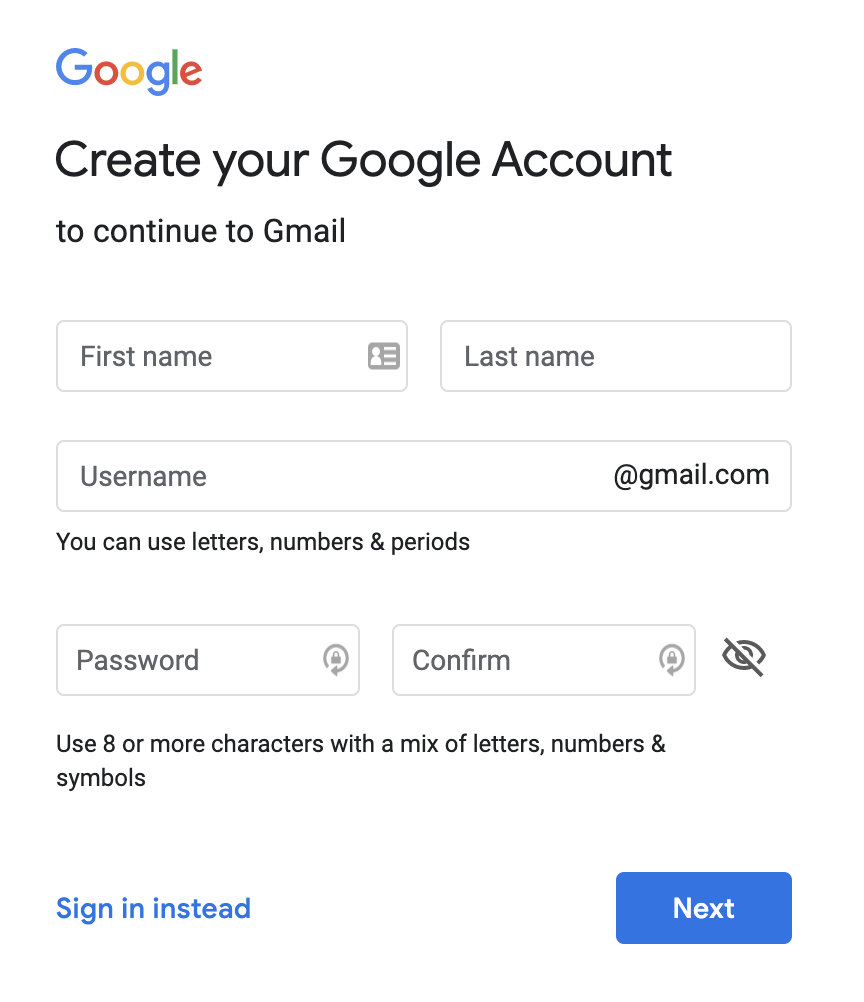 Google
Create your Google Account
to continue to Gmail
First name
Last name
Username
@gmail.com
You can use letters, numbers & periods
Password
Confirm
Use 8 or more characters with a mix of letters, numbers &
symbols
Sign in instead
Next